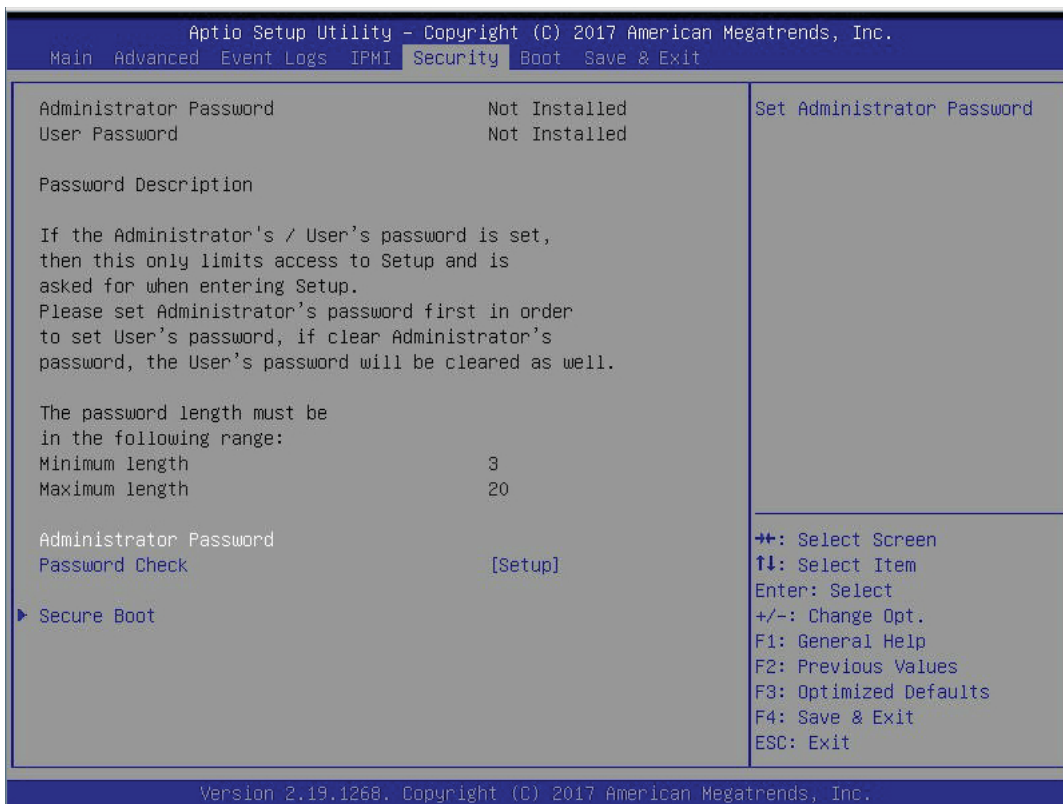 Aptio Setup Utility – Copyright (C) 2017 American Megatrends, Inc.
Main Advanced Event Logs IPMI Security Boot Save & Exit
Administrator Password Not Installed
User Password Not Installed
Password Description
If the Administrator's / User's password is set,
then this only limits access to Setup and is
asked for when entering Setup.
Please set Administrator's password first in order
to set User's password, if clear Administrator's
password, the User's password will be cleared as well.
The password length must be
in the following range:
Minimum length 3
Maximum length 20
Administrator Password
Password Check [Setup]
Secure Boot
Set Administrator Password
→←: Select Screen
↑↓: Select Item
Enter: Select
+/-: Change Opt.
F1: General Help
F2: Previous Values
F3: Optimized Defaults
F4: Save & Exit
ESC: Exit
Version 2.19.1268. Copyright (C) 2017 American Megatrends, Inc.